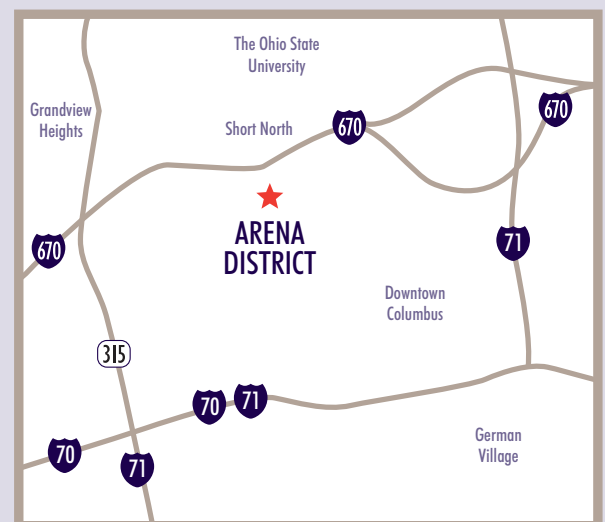 The Ohio State
University
Grandview
Heights
Short North
670
670
ARENA
DISTRICT
670
71
Downtown
Columbus
315
70
71
German
Village
70
71